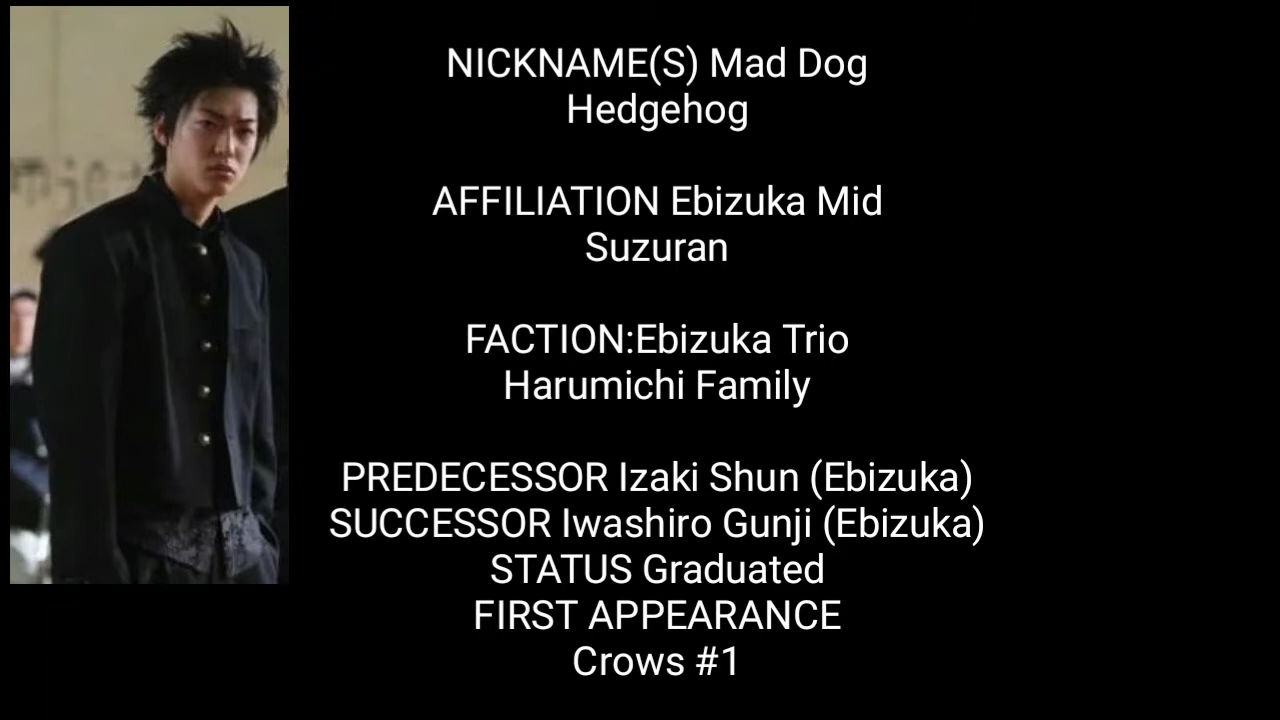 NICKNAME(S) Mad Dog
Hedgehog
AFFILIATION Ebizuka Mid
Suzuran
FACTION:Ebizuka Trio
Harumichi Family
PREDECESSOR Izaki Shun (Ebizuka)
SUCCESSOR Iwashiro Gunji (Ebizuka)
STATUS Graduated
FIRST APPEARANCE
Crows #1